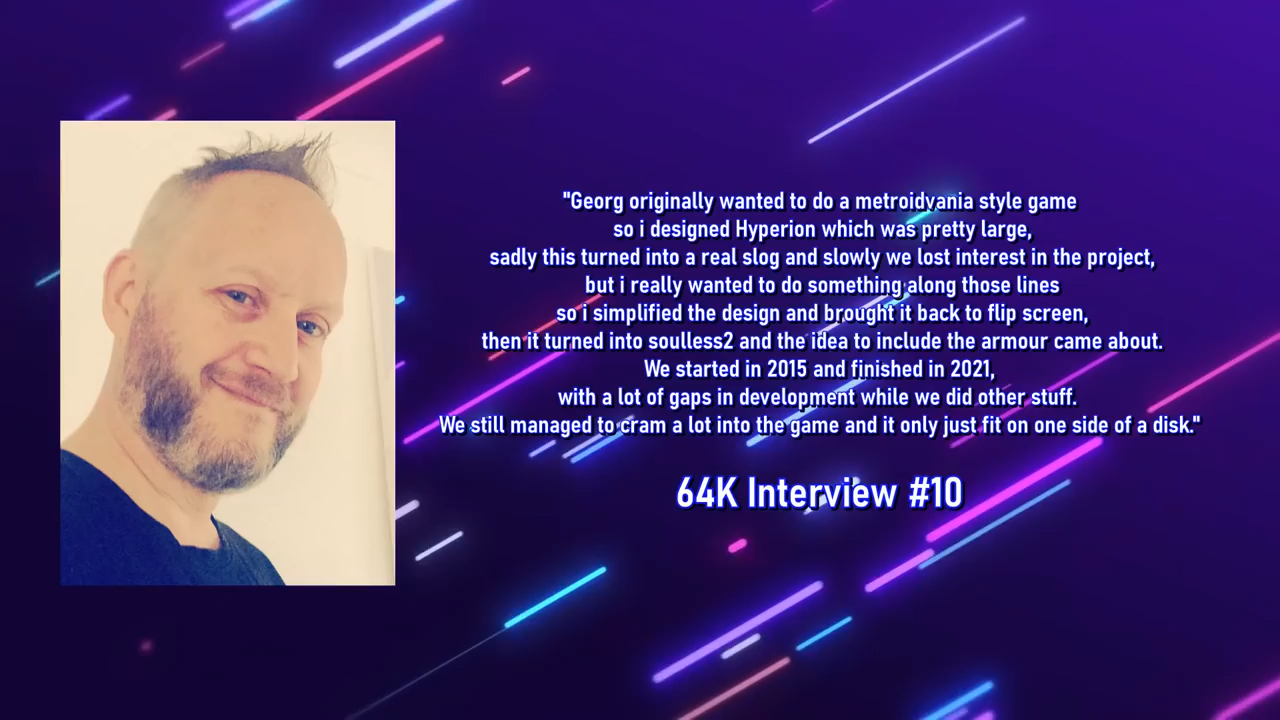 "Georg originally wanted to do a metroidvania style game
so i designed Hyperion which was pretty large,
sadly this turned into a real slog and slowly we lost interest in the project,
but i really wanted to do something along those lines
so i simplified the design and brought it back to flip screen,
then it turned into soulless2 and the idea to include the armour came about.
We started in 2015 and finished in 2021,
with a lot of gaps in development while we did other stuff.
We still managed to cram a lot into the game and it only just fit on one side of a disk."
64K Interview #10